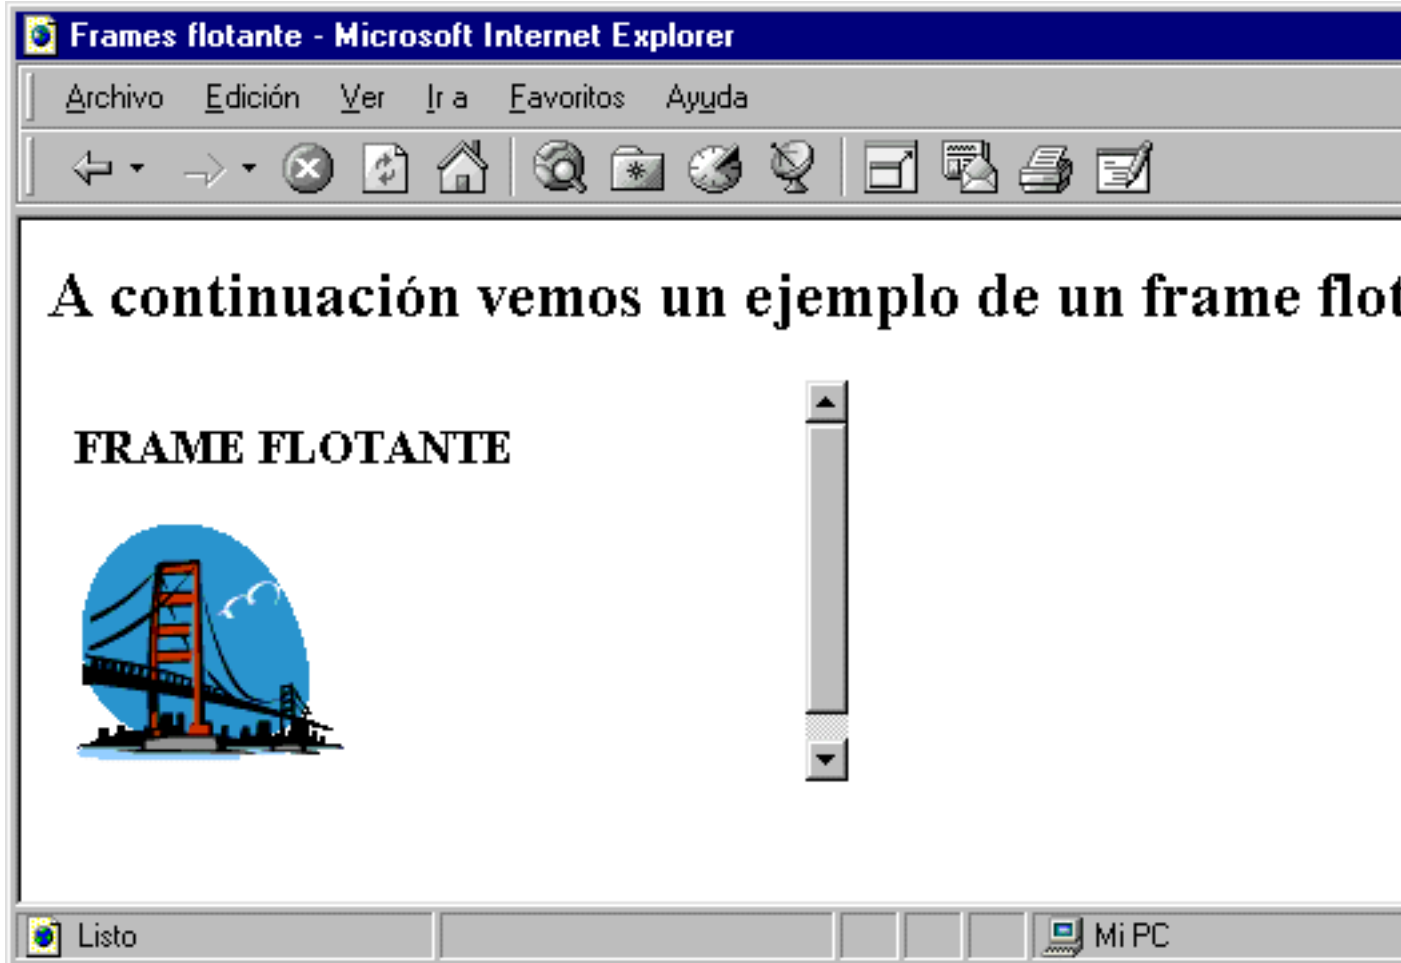 Frames flotante - Microsoft Internet Explorer
Archivo Edición Ver Ir a Favoritos Ayuda
A continuación vemos un ejemplo de un frame flot
FRAME FLOTANTE
Listo Mi PC